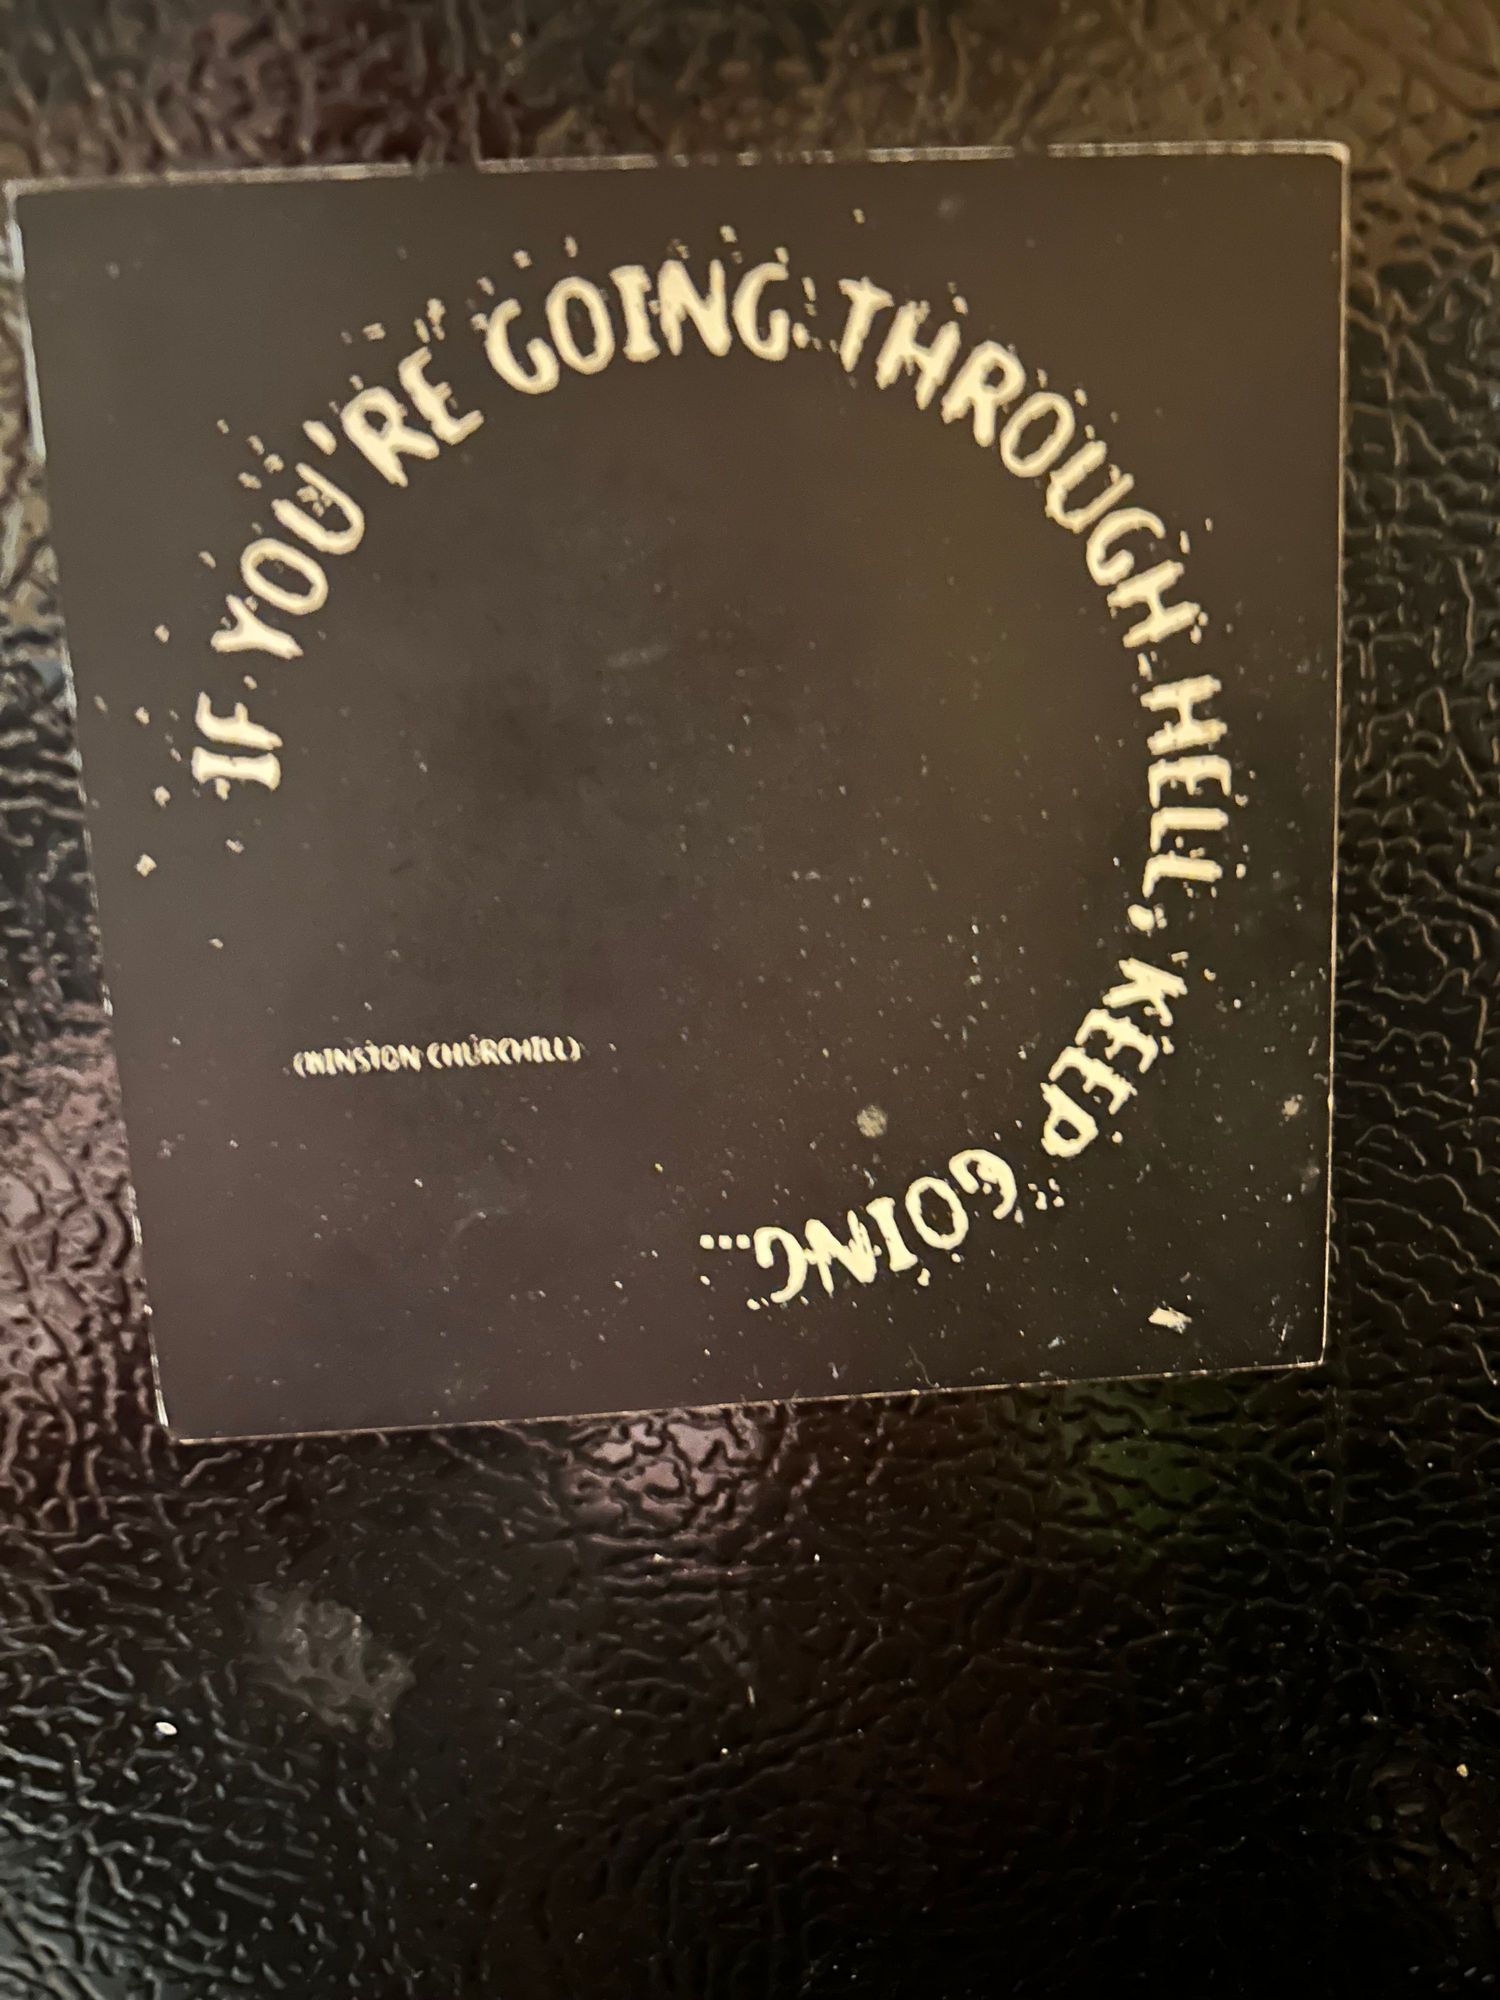 IF YOU'RE GOING THROUGH HELL, KEEP GOING...
(WINSTON CHURCHILL)